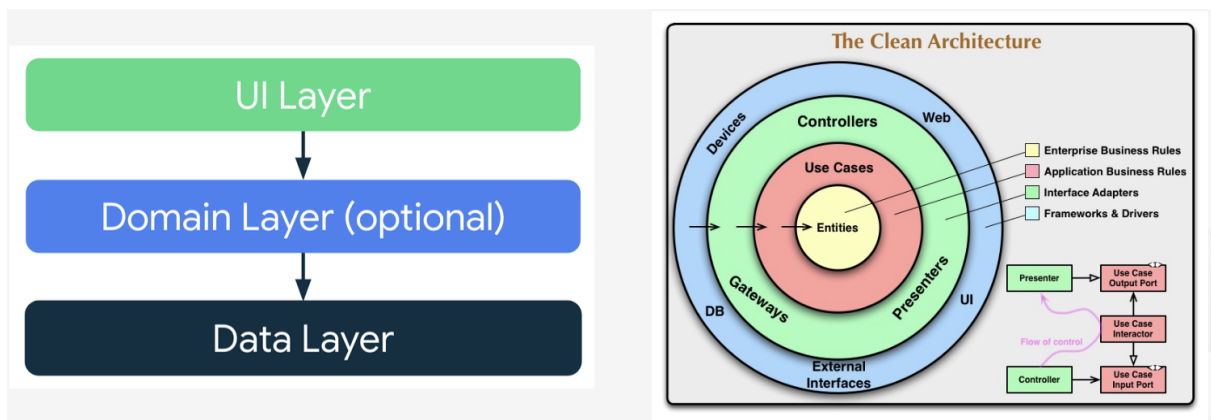 UI Layer
Domain Layer (optional)
Data Layer
The Clean Architecture
Devices
Web
Controllers
Use Cases
Entities
Gateways
Presenters
DB
UI
External
Interfaces
Enterprise Business Rules
Application Business Rules
Interface Adapters
Frameworks & Drivers
Presenter
Use Case
Output Port
Flow of control
Use Case
Interactor
Controller
Use Case
Input Port